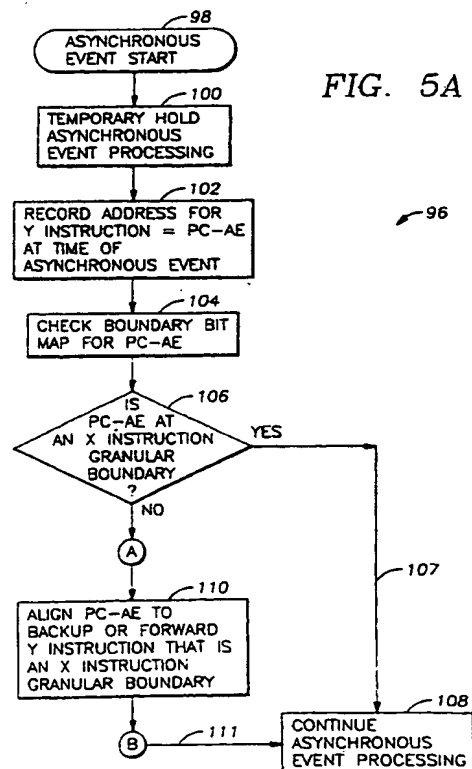 98
ASYNCHRONOUS
EVENT START
FIG. 5A
100
TEMPORARY HOLD
ASYNCHRONOUS
EVENT PROCESSING
102
RECORD ADDRESS FOR
Y INSTRUCTION = PC-AE
AT TIME OF
ASYNCHRONOUS EVENT
96
104
CHECK BOUNDARY BIT
MAP FOR PC-AE
106
IS
PC-AE AT
AN X INSTRUCTION
GRANULAR
BOUNDARY
?
YES
NO
A
107
110
ALIGN PC-AE TO
BACKUP OR FORWARD
Y INSTRUCTION THAT IS
AN X INSTRUCTION
GRANULAR BOUNDARY
108
B
111
CONTINUE
ASYNCHRONOUS
EVENT PROCESSING